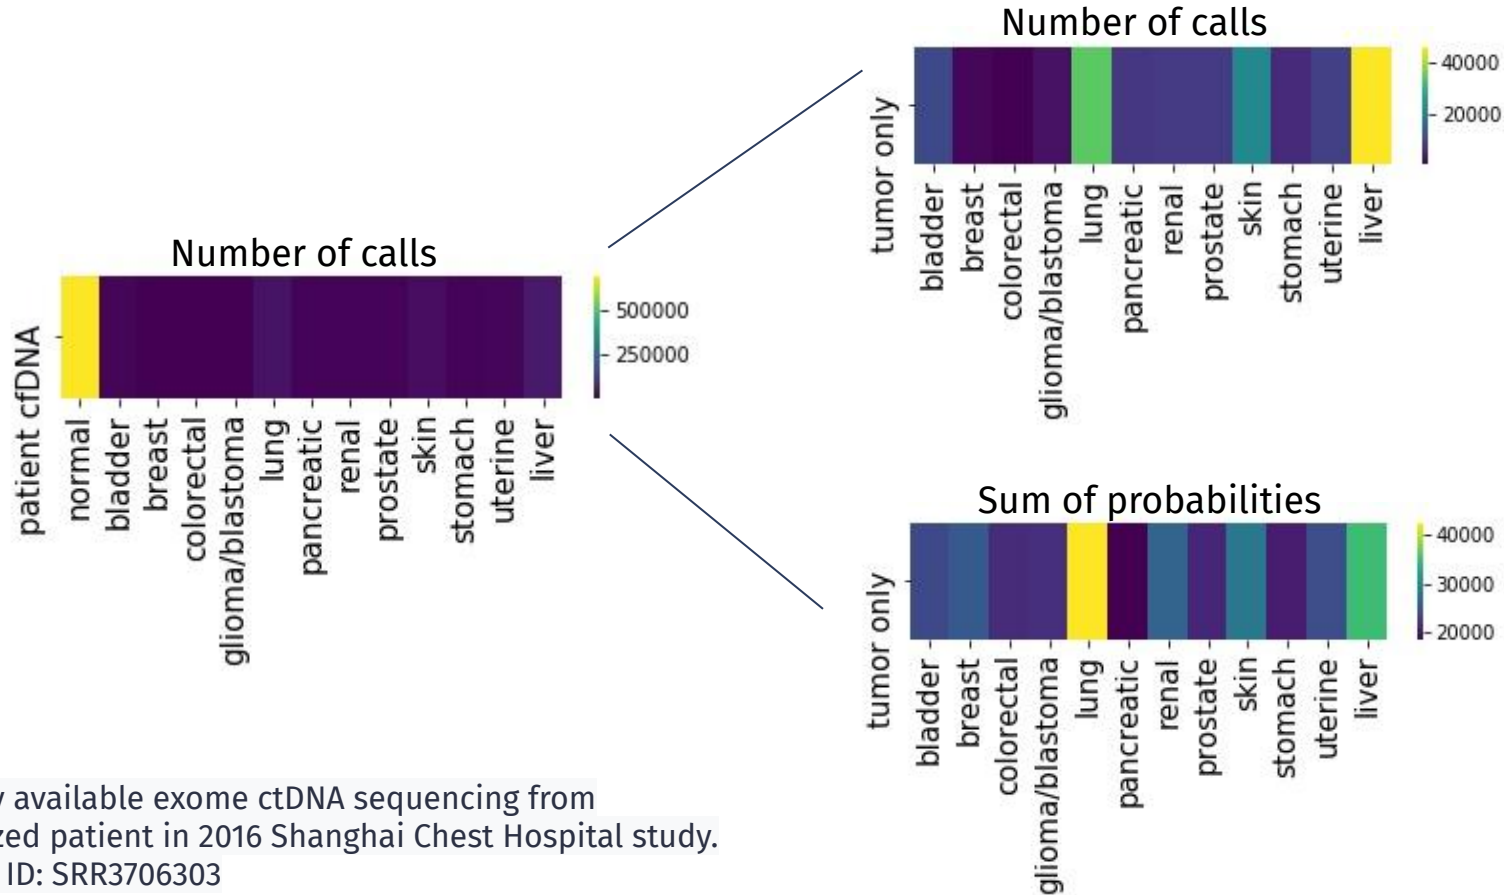 Number of calls
patient cfDNA
500000
250000
normal
bladder
breast
colorectal
glioma/blastoma
lung
pancreatic
renal
prostate
skin
stomach
uterine
liver
Number of calls
tumor only
40000
20000
bladder
breast
colorectal
glioma/blastoma
lung
pancreatic
renal
prostate
skin
stomach
uterine
liver
Sum of probabilities
tumor only
40000
30000
20000
bladder
breast
colorectal
glioma/blastoma
lung
pancreatic
renal
prostate
skin
stomach
uterine
liver
available exome ctDNA sequencing from
patient in 2016 Shanghai Chest Hospital study.
ID: SRR3706303